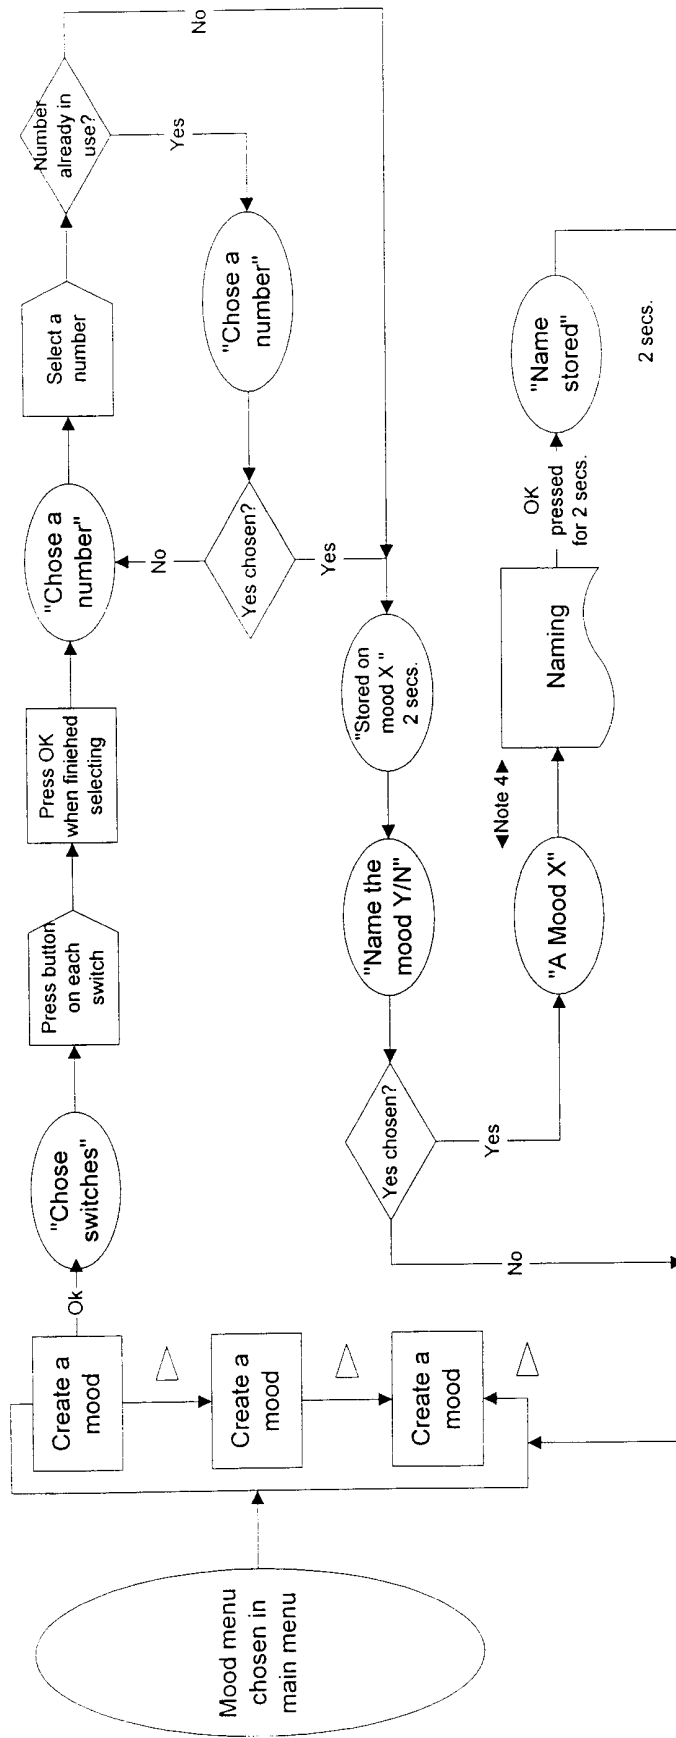 Mood menu
chosen in
main menu
Create a
mood
Ok
Create a
mood
Create a
mood
"Chose
switches"
Press button
on each
switch
Press OK
when finiehed
selecting
"Chose a
number"
Select a
number
Number
already in
use?
No
Yes
"Chose a
number"
Yes chosen?
No
Yes
"Stored on
mood X "
2 secs.
"Name the
mood Y/N"
Yes chosen?
Yes
No
"A Mood X"
◀Note 4▶
Naming
OK
pressed
for 2 secs.
"Name
stored"
2 secs.